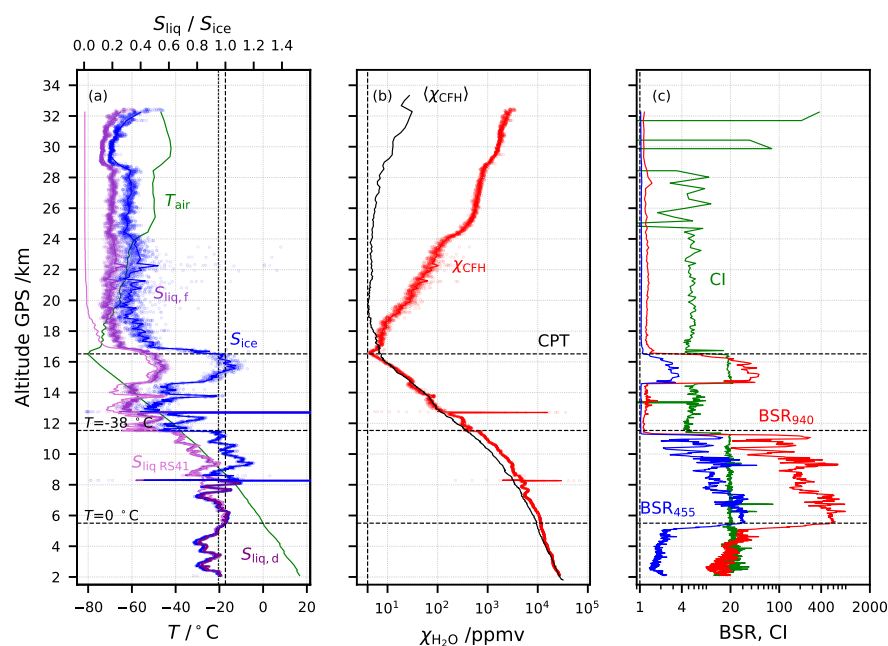 S_liq / S_ice
0.0 0.2 0.4 0.6 0.8 1.0 1.2 1.4
Altitude GPS /km
34
32
30
28
26
24
22
20
18
16
14
12
10
8
6
4
2
(a)
T_air
S_liq,f
S_ice
T=-38 °C
S_liq RS41
T=0 °C
S_liq,d
−80 −60 −40 −20 0 20
T / °C
(b)
⟨χ_CFH⟩
χ_CFH
CPT
10^1 10^2 10^3 10^4 10^5
χ_H₂O /ppmv
(c)
CI
BSR_940
BSR_455
1 4 20 100 400 2000
BSR, CI